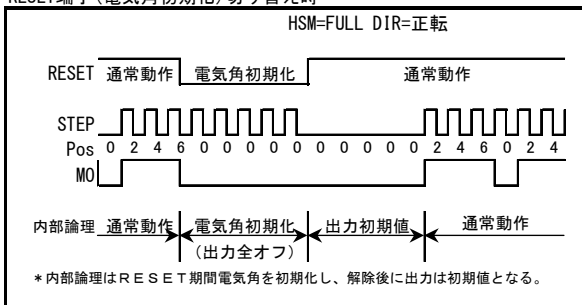 RESET端子(電気角初期化)切り替え時
HSM=FULL DIR=正転
RESET 通常動作 電気角初期化 通常動作
STEP
Pos 0 2 4 6 0 0 0 0 0 0 0 0 0 0 2 4 6 0 2 4
MO
内部論理 通常動作 電気角初期化 出力初期値 通常動作
(出力全オフ)
*内部論理はRESET期間電気角を初期化し、解除後に出力は初期値となる。